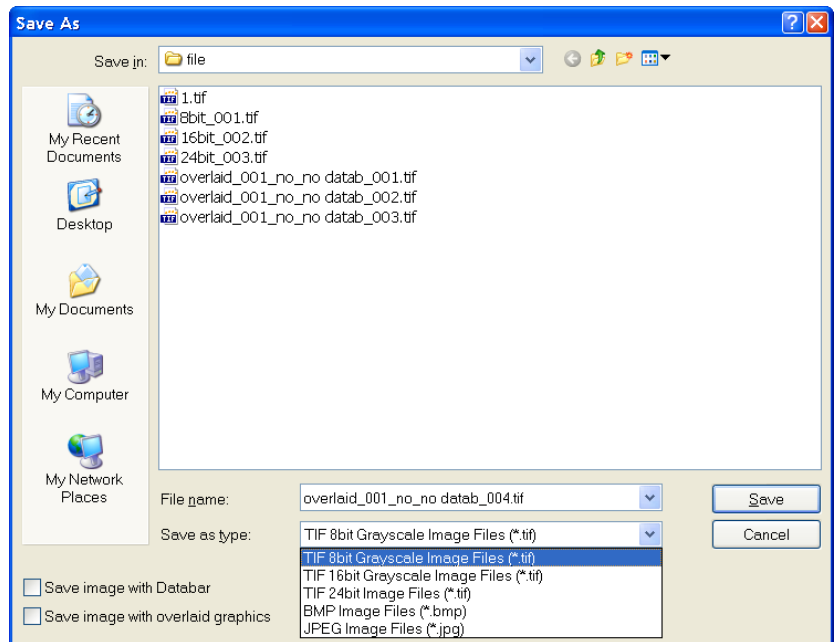 Save As
Save in:
file
1.tif
8bit_001.tif
16bit_002.tif
24bit_003.tif
overlaid_001_no_no datab_001.tif
overlaid_001_no_no datab_002.tif
overlaid_001_no_no datab_003.tif
My Recent
Documents
Desktop
My Documents
My Computer
My Network
Places
File name:
overlaid_001_no_no datab_004.tif
Save
Save as type:
TIF 8bit Grayscale Image Files (*.tif)
Cancel
TIF 8bit Grayscale Image Files (*.tif)
TIF 16bit Grayscale Image Files (*.tif)
TIF 24bit Image Files (*.tif)
BMP Image Files (*.bmp)
JPEG Image Files (*.jpg)
Save image with Databar
Save image with overlaid graphics